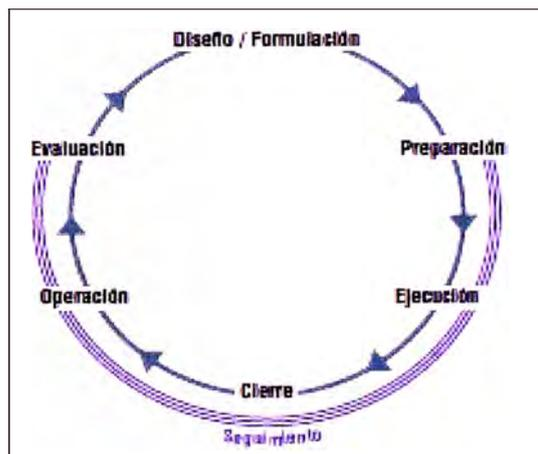 Diseño / Formulación
Evaluación
Preparación
Operación
Ejecución
Cierre
Seguimiento